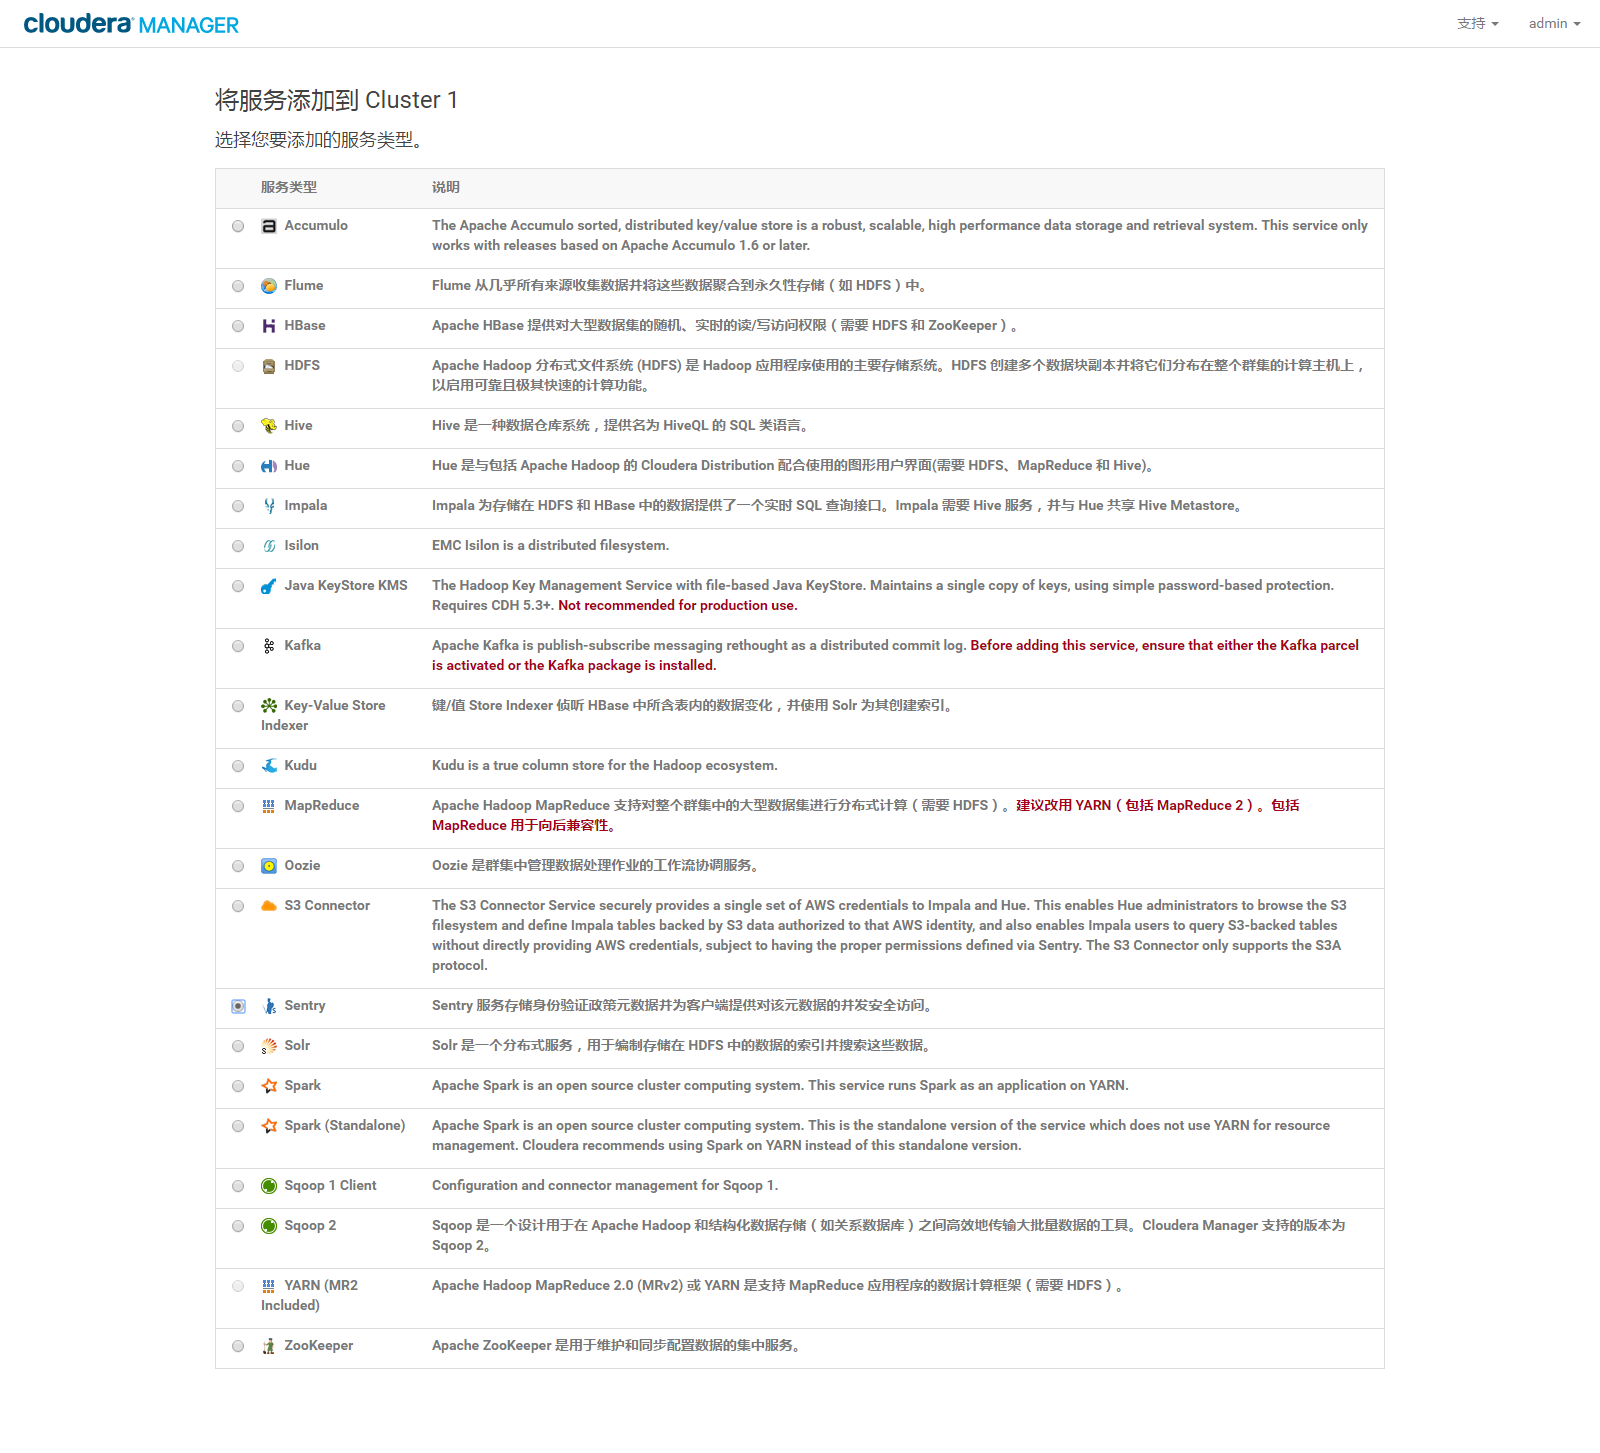 cloudera MANAGER
支持
admin
将服务添加到 Cluster 1
选择您要添加的服务类型。
服务类型 说明
Accumulo The Apache Accumulo sorted, distributed key/value store is a robust, scalable, high performance data storage and retrieval system. This service only
works with releases based on Apache Accumulo 1.6 or later.
Flume Flume 从几乎所有来源收集数据并将这些数据聚合到永久性存储（如 HDFS）中。
HBase Apache HBase 提供对大型数据集的随机、实时的读/写访问权限（需要 HDFS 和 ZooKeeper）。
HDFS Apache Hadoop 分布式文件系统 (HDFS) 是 Hadoop 应用程序使用的主要存储系统。HDFS 创建多个数据块副本并将它们分布在整个群集的计算主机上，
以启用可靠且极其快速的计算功能。
Hive Hive 是一种数据仓库系统，提供名为 HiveQL 的 SQL 类语言。
Hue Hue 是与包括 Apache Hadoop 的 Cloudera Distribution 配合使用的图形用户界面(需要 HDFS、MapReduce 和 Hive)。
Impala Impala 为存储在 HDFS 和 HBase 中的数据提供了一个实时 SQL 查询接口。Impala 需要 Hive 服务，并与 Hue 共享 Hive Metastore。
Isilon EMC Isilon is a distributed filesystem.
Java KeyStore KMS The Hadoop Key Management Service with file-based Java KeyStore. Maintains a single copy of keys, using simple password-based protection.
Requires CDH 5.3+. Not recommended for production use.
Kafka Apache Kafka is publish-subscribe messaging rethought as a distributed commit log. Before adding this service, ensure that either the Kafka parcel
is activated or the Kafka package is installed.
Key-Value Store 键/值 Store Indexer 侦听 HBase 中所含表内的数据变化，并使用 Solr 为其创建索引。
Indexer
Kudu Kudu is a true column store for the Hadoop ecosystem.
MapReduce Apache Hadoop MapReduce 支持对整个群集中的大型数据集进行分布式计算（需要 HDFS）。建议改用 YARN（包括 MapReduce 2）。包括
MapReduce 用于向后兼容性。
Oozie Oozie 是群集中管理数据处理作业的工作流协调服务。
S3 Connector The S3 Connector Service securely provides a single set of AWS credentials to Impala and Hue. This enables Hue administrators to browse the S3
filesystem and define Impala tables backed by S3 data authorized to that AWS identity, and also enables Impala users to query S3-backed tables
without directly providing AWS credentials, subject to having the proper permissions defined via Sentry. The S3 Connector only supports the S3A
protocol.
Sentry Sentry 服务存储身份验证政策元数据并为客户端提供对该元数据的并发安全访问。
Solr Solr 是一个分布式服务，用于编制存储在 HDFS 中的数据的索引并搜索这些数据。
Spark Apache Spark is an open source cluster computing system. This service runs Spark as an application on YARN.
Spark (Standalone) Apache Spark is an open source cluster computing system. This is the standalone version of the service which does not use YARN for resource
management. Cloudera recommends using Spark on YARN instead of this standalone version.
Sqoop 1 Client Configuration and connector management for Sqoop 1.
Sqoop 2 Sqoop 是一个设计用于在 Apache Hadoop 和结构化数据存储（如关系数据库）之间高效地传输大批量数据的工具。Cloudera Manager 支持的版本为
Sqoop 2。
YARN (MR2 Apache Hadoop MapReduce 2.0 (MRv2) 或 YARN 是支持 MapReduce 应用程序的数据计算框架（需要 HDFS）。
Included)
ZooKeeper Apache ZooKeeper 是用于维护和同步配置数据的集中服务。